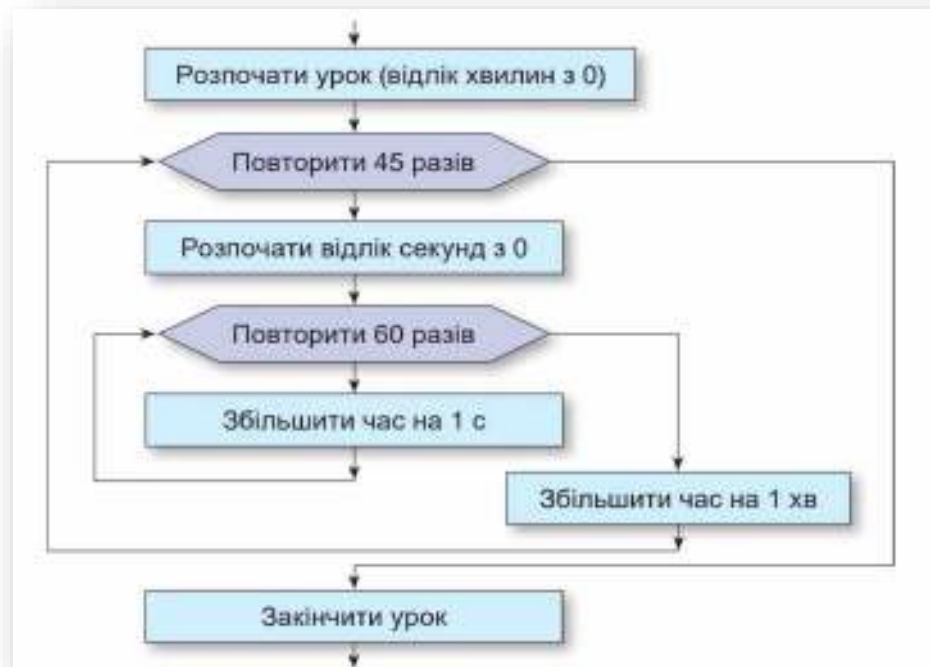 Розпочати урок (відлік хвилин з 0)
Повторити 45 разів
Розпочати відлік секунд з 0
Повторити 60 разів
Збільшити час на 1 с
Збільшити час на 1 хв
Закінчити урок